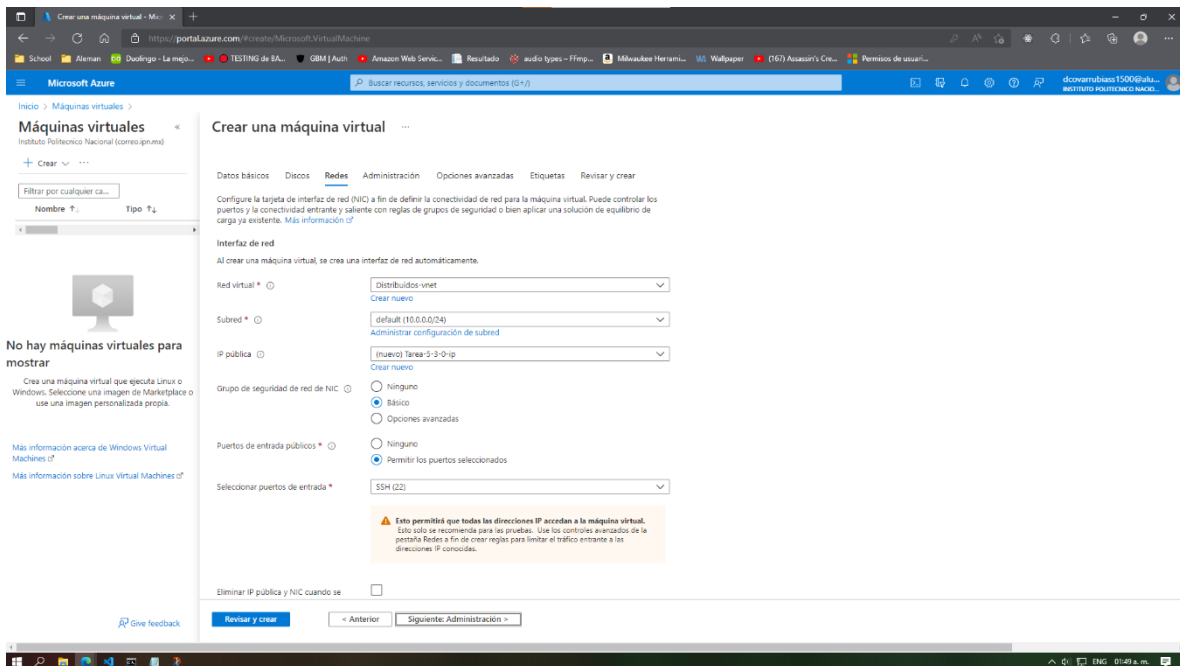 Crear una máquina virtual - Mic
https://portal.azure.com/#create/Microsoft.VirtualMachine
School Aleman Duolingo - La mejo... TESTING de BA... GBM | Auth Amazon Web Servic... Resultado audio types – FFmp... Milwaukee Herrami... Wallpaper (167) Assassin's Cre... Permisos de usuari...
Microsoft Azure
Buscar recursos, servicios y documentos (G+/)
dcovarrubiass1500@alu...
INSTITUTO POLITECNICO NACIO...
Inicio > Máquinas virtuales >
Máquinas virtuales
Instituto Politecnico Nacional (correo.ipn.mx)
Crear
Filtrar por cualquier ca...
Nombre Tipo
No hay máquinas virtuales para
mostrar
Crea una máquina virtual que ejecuta Linux o
Windows. Seleccione una imagen de Marketplace o
use una imagen personalizada propia.
Más información acerca de Windows Virtual
Machines
Más información sobre Linux Virtual Machines
Give feedback
Crear una máquina virtual ...
Datos básicos Discos Redes Administración Opciones avanzadas Etiquetas Revisar y crear
Configure la tarjeta de interfaz de red (NIC) a fin de definir la conectividad de red para la máquina virtual. Puede controlar los
puertos y la conectividad entrante y saliente con reglas de grupos de seguridad o bien aplicar una solución de equilibrio de
carga ya existente. Más información
Interfaz de red
Al crear una máquina virtual, se crea una interfaz de red automáticamente.
Red virtual * Distribuidos-vnet
Crear nuevo
Subred * default (10.0.0.0/24)
Administrar configuración de subred
IP pública (nuevo) Tarea-5-3-0-ip
Crear nuevo
Grupo de seguridad de red de NIC Ninguno
Básico
Opciones avanzadas
Puertos de entrada públicos * Ninguno
Permitir los puertos seleccionados
Seleccionar puertos de entrada * SSH (22)
Esto permitirá que todas las direcciones IP accedan a la máquina virtual.
Esto solo se recomienda para las pruebas. Use los controles avanzados de la
pestaña Redes a fin de crear reglas para limitar el tráfico entrante a las
direcciones IP conocidas.
Eliminar IP pública y NIC cuando se
Revisar y crear < Anterior Siguiente: Administración >
ENG 01:49 a. m.